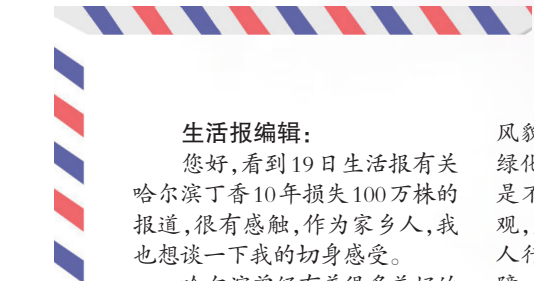 生活报编辑:
您好,看到19日生活报有关
哈尔滨丁香10年损失100万株的
报道,很有感触,作为家乡人,我
也想谈一下我的切身感受。
风貌
绿化
是不
观,
人行